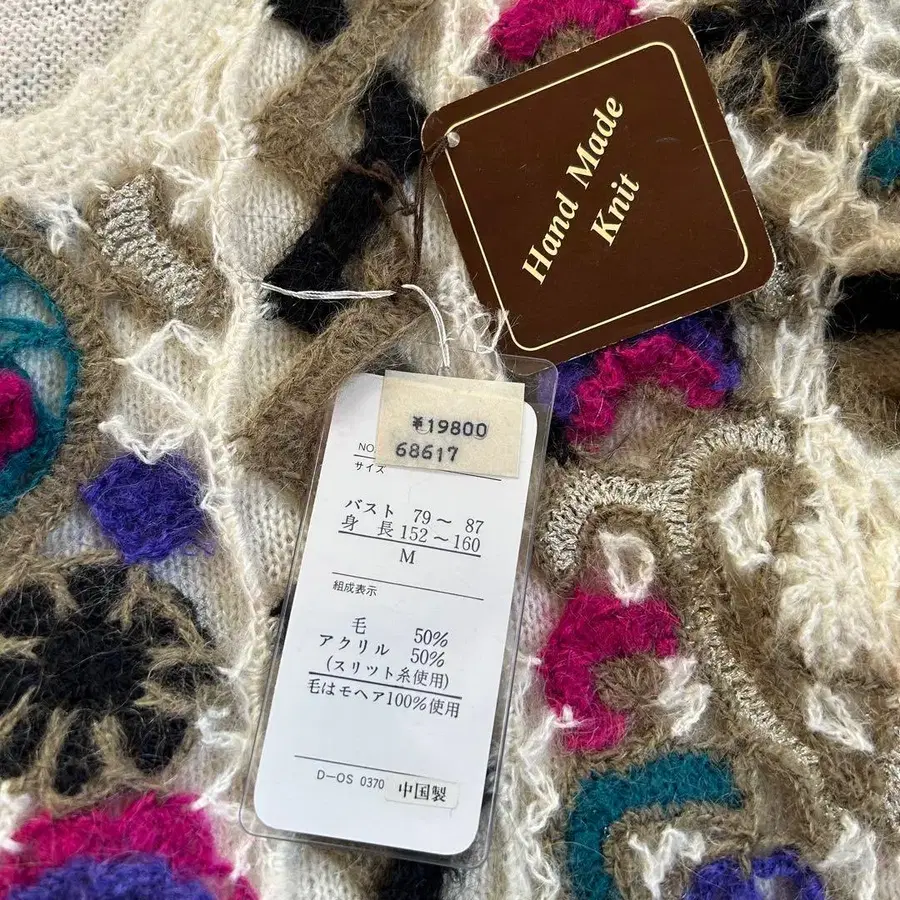 Hand Made
Knit
¥19800
68617
NO.
サイズ
バスト 79～ 87
身 長 152～160
M
組成表示
毛 50%
アクリル 50%
(スリツト糸使用)
毛はモヘア100%使用
D－OS 0370 中国製